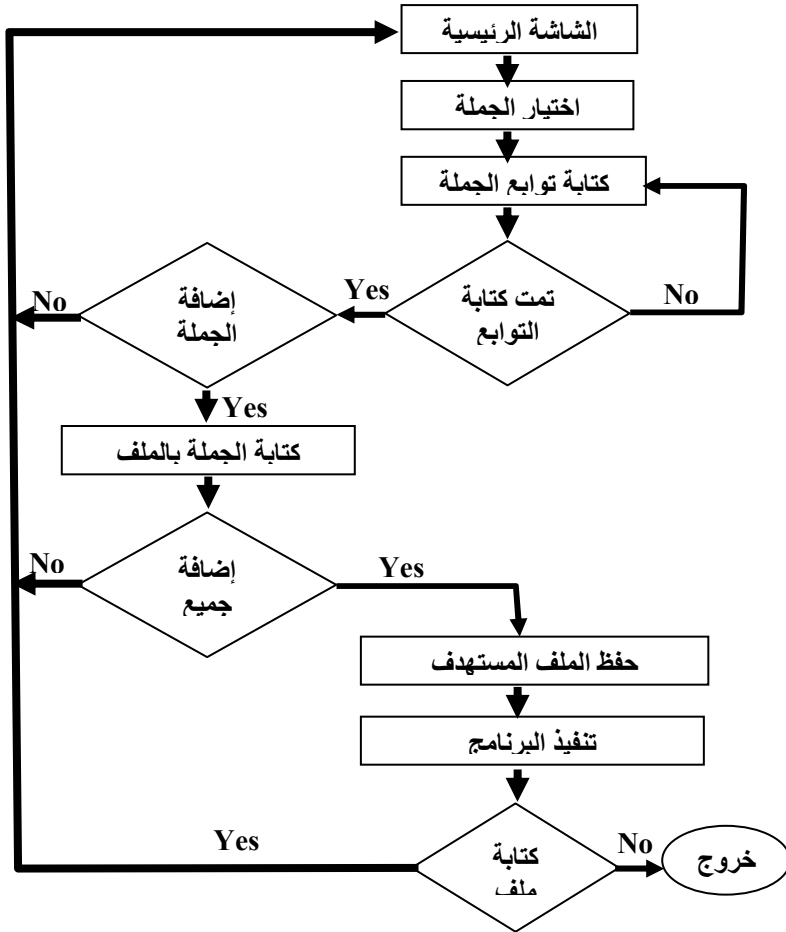 الشاشة الرئيسية
اختيار الجملة
كتابة توابع الجملة
تمت كتابة
التوابع
No
Yes
إضافة
الجملة
No
Yes
كتابة الجملة بالملف
إضافة
جميع
No
Yes
حفظ الملف المستهدف
تنفيذ البرنامج
كتابة
ملف
Yes
No
خروج